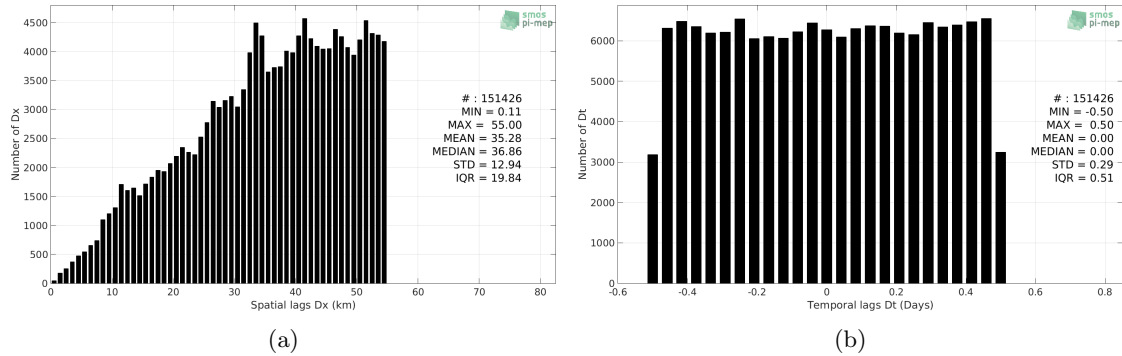 smos
pi-mep
4500
4000
3500
3000
2500
2000
1500
1000
500
0
Number of Dx
# : 151426
MIN = 0.11
MAX = 55.00
MEAN = 35.28
MEDIAN = 36.86
STD = 12.94
IQR = 19.84
0 10 20 30 40 50 60 70 80
Spatial lags Dx (km)
(a)
smos
pi-mep
6000
5000
4000
3000
2000
1000
0
Number of Dt
# : 151426
MIN = -0.50
MAX = 0.50
MEAN = 0.00
MEDIAN = 0.00
STD = 0.29
IQR = 0.51
-0.6 -0.4 -0.2 0 0.2 0.4 0.6 0.8
Temporal lags Dt (Days)
(b)